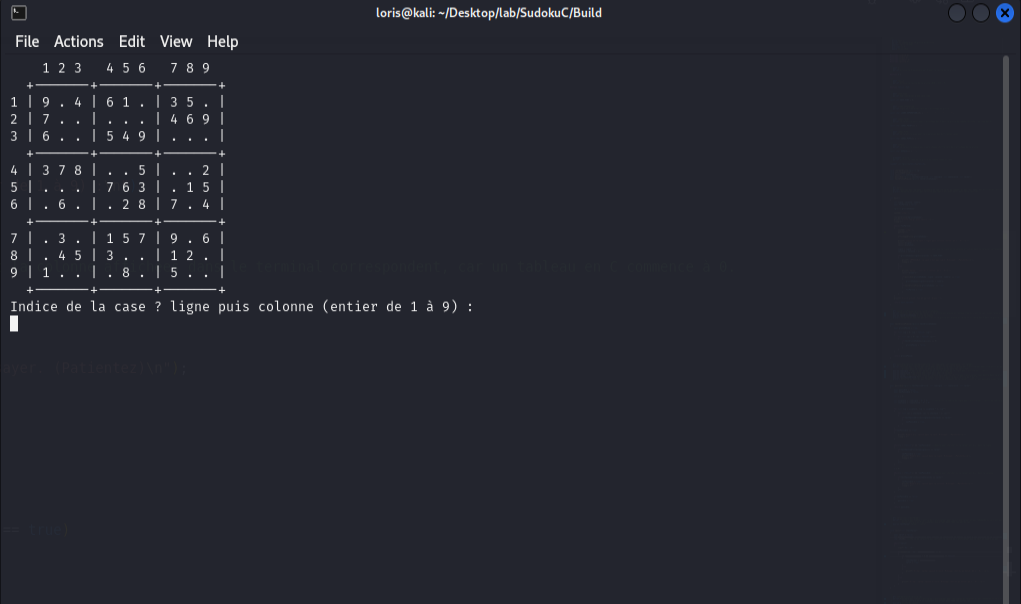 loris@kali: ~/Desktop/lab/SudokuC/Build
File Actions Edit View Help
1 2 3 4 5 6 7 8 9
+———————+———————+———————+
1 | 9 . 4 | 6 1 . | 3 5 . |
2 | 7 . . | . . . | 4 6 9 |
3 | 6 . . | 5 4 9 | . . . |
+———————+———————+———————+
4 | 3 7 8 | . . 5 | . . 2 |
5 | . . . | 7 6 3 | . 1 5 |
6 | . 6 . | . 2 8 | 7 . 4 |
+———————+———————+———————+
7 | . 3 . | 1 5 7 | 9 . 6 |
8 | . 4 5 | 3 . . | 1 2 . |
9 | 1 . . | . 8 . | 5 . . |
+———————+———————+———————+
Indice de la case ? ligne puis colonne (entier de 1 à 9) :
(Patientez)\n");
== true)